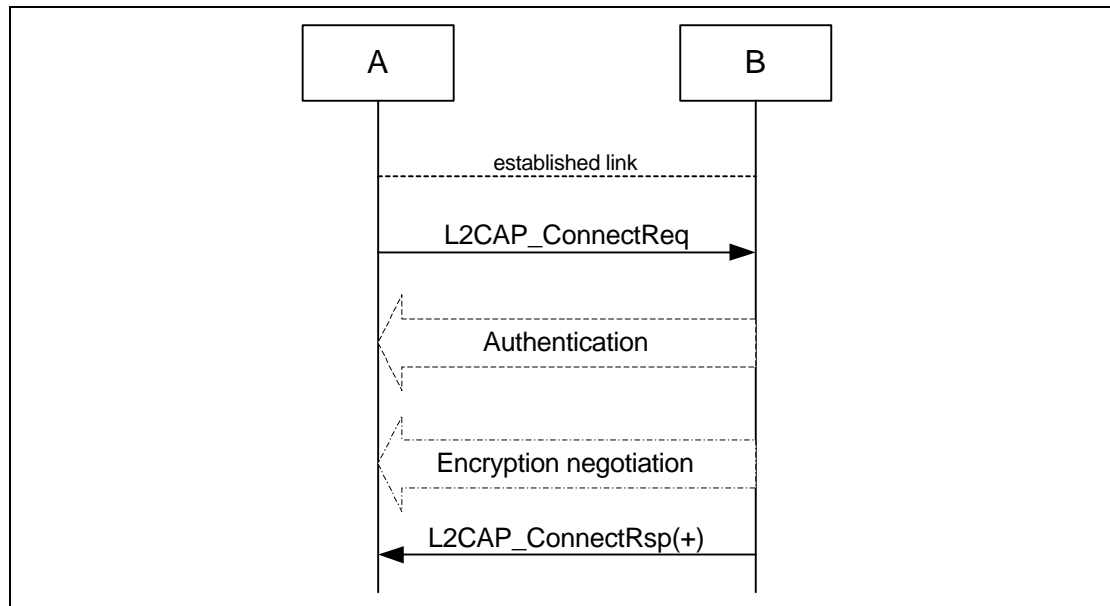 A
B
established link
L2CAP_ConnectReq
Authentication
Encryption negotiation
L2CAP_ConnectRsp(+)